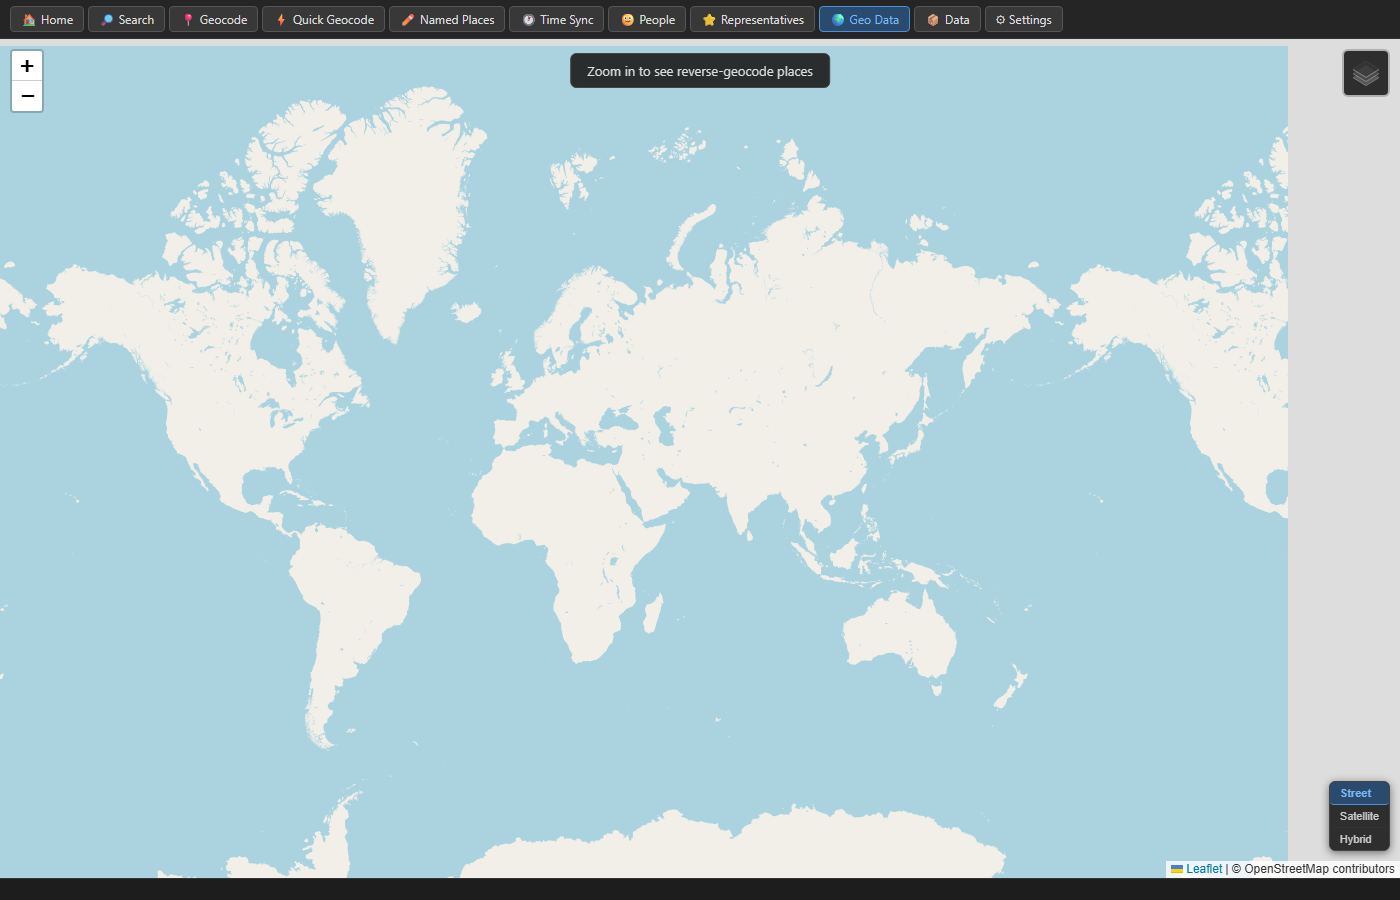 Home
Search
Geocode
Quick Geocode
Named Places
Time Sync
People
Representatives
Geo Data
Data
Settings
+
−
Zoom in to see reverse-geocode places
Street
Satellite
Hybrid
Leaflet | © OpenStreetMap contributors